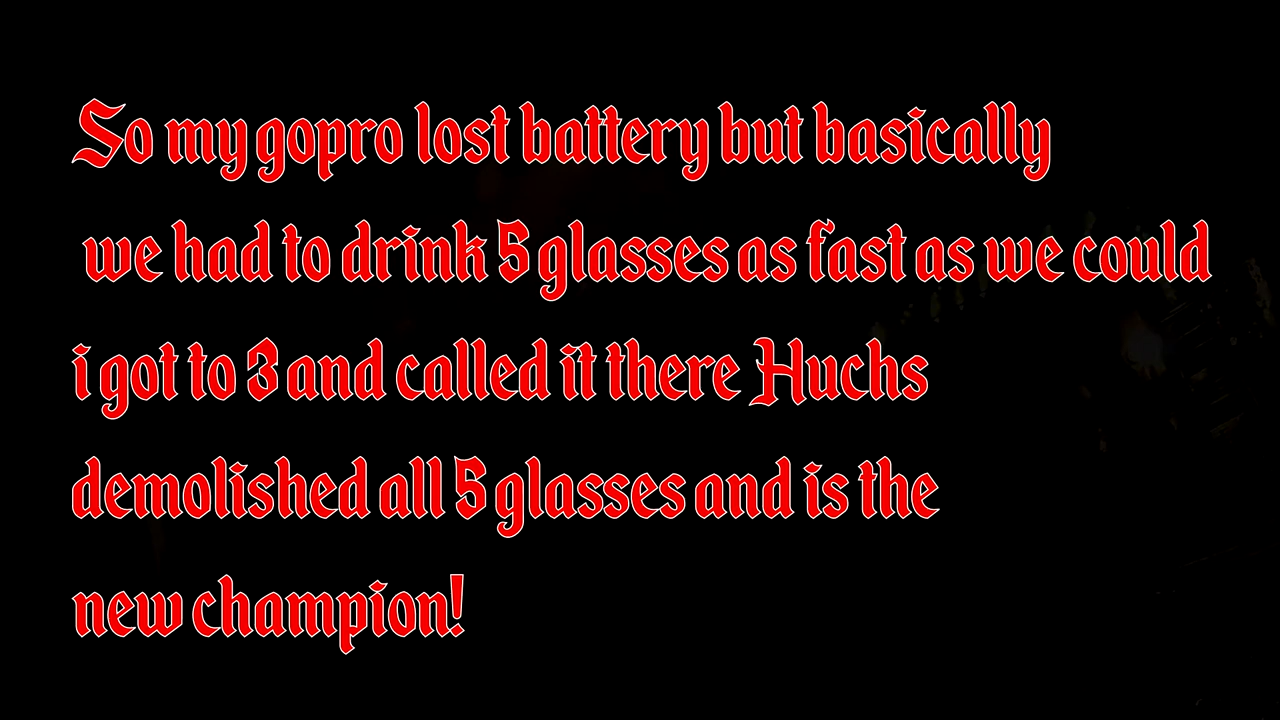 So my gopro lost battery but basically
we had to drink 5 glasses as fast as we could
i got to 3 and called it there Huchs
demolished all 5 glasses and is the
new champion!